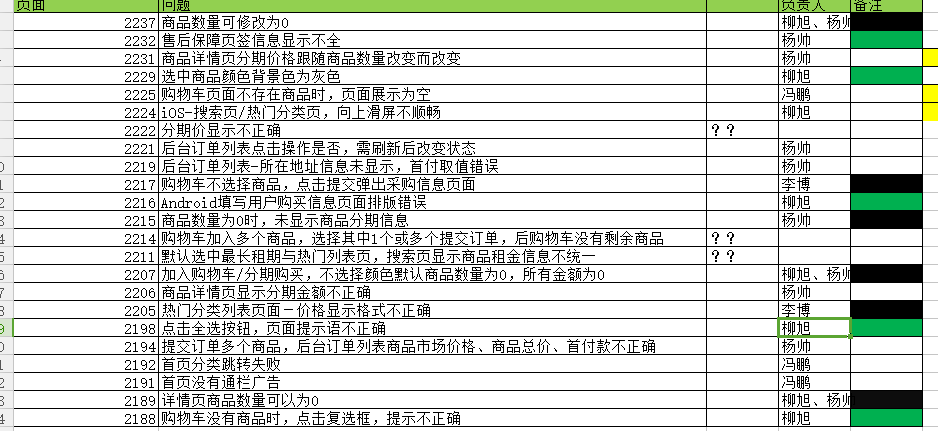 页面 问题 负责人 备注
2237 商品数量可修改为0 柳旭、杨帅
2232 售后保障页签信息显示不全 杨帅
2231 商品详情页分期价格跟随商品数量改变而改变 杨帅
2229 选中商品颜色背景色为灰色 柳旭
2225 购物车页面不存在商品时，页面展示为空 冯鹏
2224 iOS-搜索页/热门分类页，向上滑屏不顺畅 柳旭
2222 分期价显示不正确 ？？
2221 后台订单列表点击操作是否，需刷新后改变状态 杨帅
2219 后台订单列表-所在地址信息未显示，首付取值错误 杨帅
2217 购物车不选择商品，点击提交弹出采购信息页面 李博
2216 Android填写用户购买信息页面排版错误 柳旭
2215 商品数量为0时，未显示商品分期信息 杨帅
2214 购物车加入多个商品，选择其中1个或多个提交订单，后购物车没有剩余商品 ？？
2211 默认选中最长租期与热门列表页，搜索页显示商品租金信息不统一 ？？
2207 加入购物车/分期购买，不选择颜色默认商品数量为0，所有金额为0 柳旭、杨帅
2206 商品详情页显示分期金额不正确 杨帅
2205 热门分类列表页面－价格显示格式不正确 李博
2198 点击全选按钮，页面提示语不正确 柳旭
2194 提交订单多个商品，后台订单列表商品市场价格、商品总价、首付款不正确 杨帅
2192 首页分类跳转失败 冯鹏
2191 首页没有通栏广告 冯鹏
2189 详情页商品数量可以为0 柳旭、杨帅
2188 购物车没有商品时，点击复选框，提示不正确 柳旭